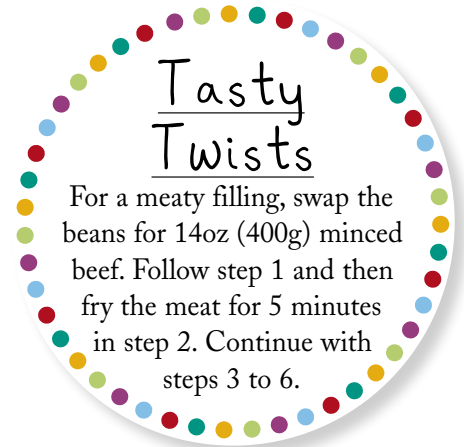 Tasty
Twists
For a meaty filling, swap the
beans for 14oz (400g) minced
beef. Follow step 1 and then
fry the meat for 5 minutes
in step 2. Continue with
steps 3 to 6.